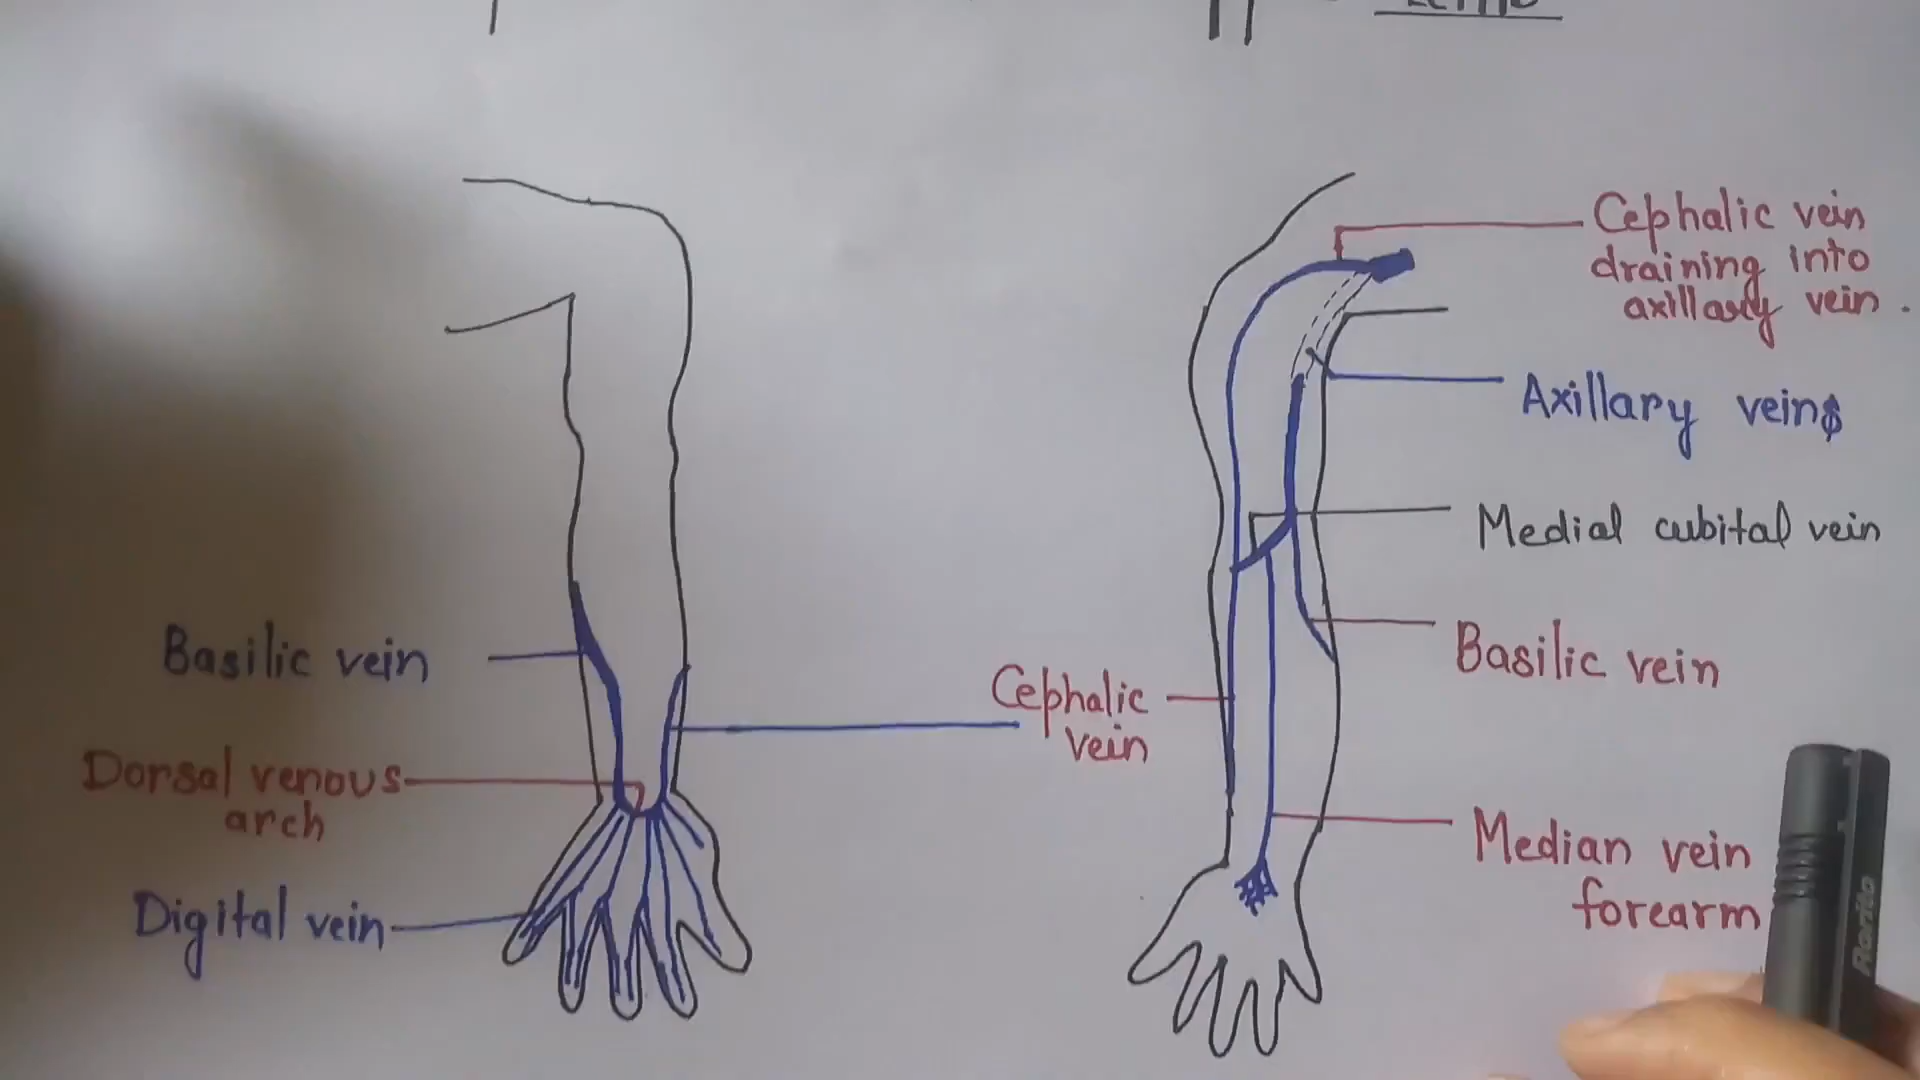 Cephalic vein
draining into
axillary vein.
Axillary veins
Medial cubital vein
Basilic vein
Median vein
forearm
Cephalic
vein
Basilic vein
Dorsal venous
arch
Digital vein
Rorito